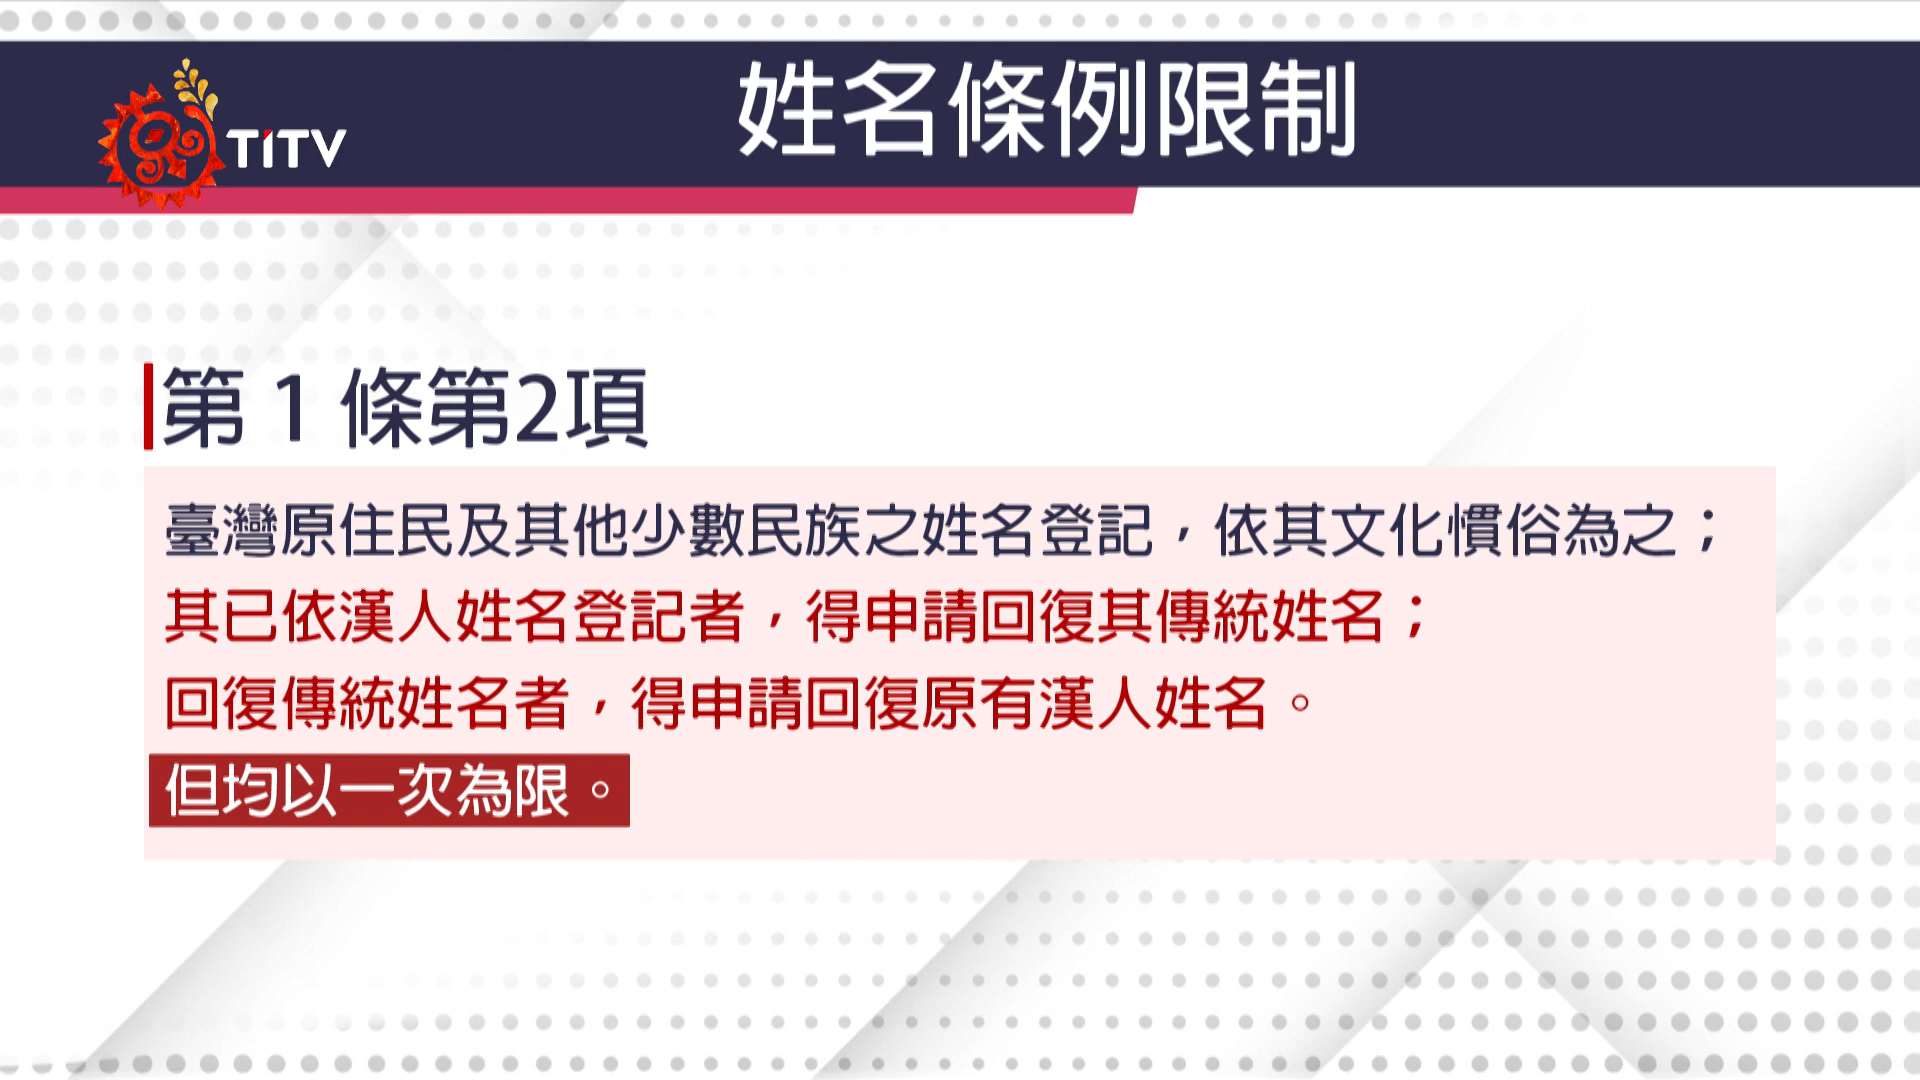 姓名條例限制
TITV
第1條第2項
臺灣原住民及其他少數民族之姓名登記，依其文化慣俗為之；
其已依漢人姓名登記者，得申請回復其傳統姓名；
回復傳統姓名者，得申請回復原有漢人姓名。
但均以一次為限。